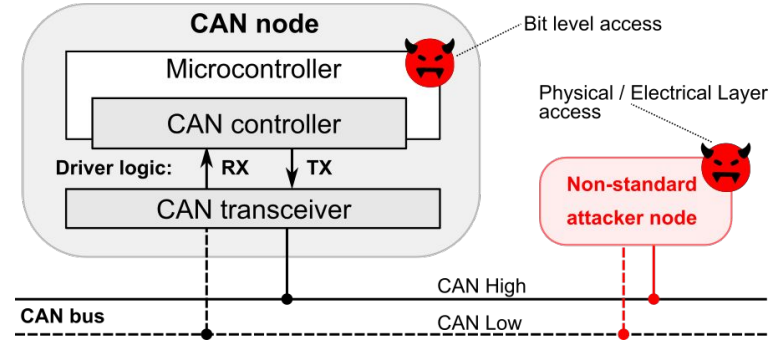 CAN node
Bit level access
Microcontroller
Physical / Electrical Layer
access
CAN controller
Driver logic: RX TX
Non-standard
attacker node
CAN transceiver
CAN High
CAN bus
CAN Low